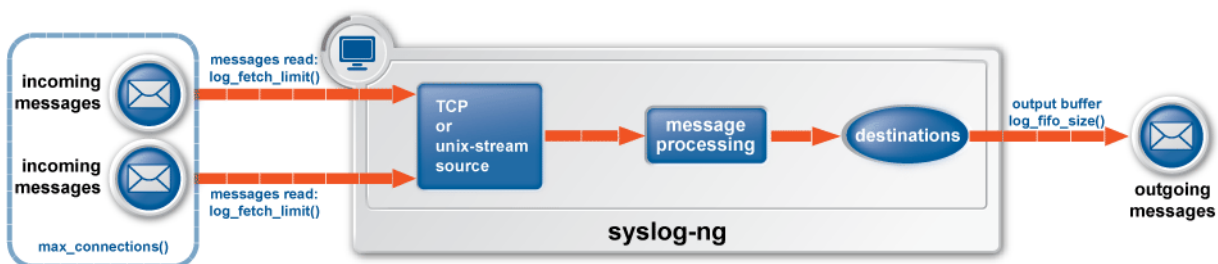 incoming
messages
messages read:
log_fetch_limit()
incoming
messages
messages read:
log_fetch_limit()
max_connections()
TCP
or
unix-stream
source
message
processing
destinations
syslog-ng
output buffer
log_fifo_size()
outgoing
messages